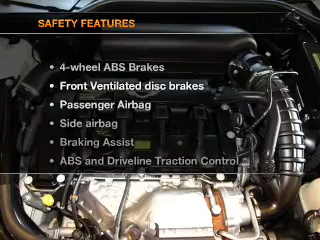 SAFETY FEATURES
• 4-wheel ABS Brakes
• Front Ventilated disc brakes
• Passenger Airbag
• Side airbag
• Braking Assist
• ABS and Driveline Traction Control